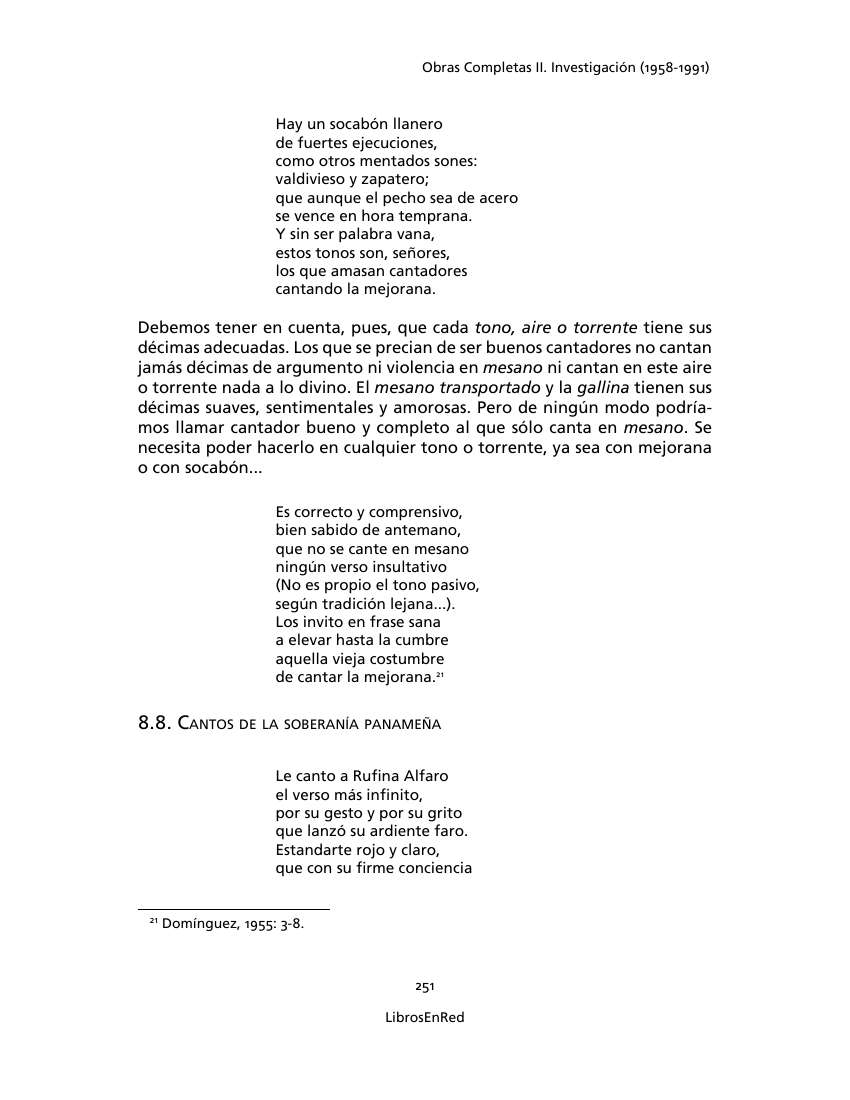 Obras Completas II. Investigación (1958-1991)
Hay un socabón llanero
de fuertes ejecuciones,
como otros mentados sones:
valdivieso y zapatero;
que aunque el pecho sea de acero
se vence en hora temprana.
Y sin ser palabra vana,
estos tonos son, señores,
los que amasan cantadores
cantando la mejorana.
Debemos tener en cuenta, pues, que cada tono, aire o torrente tiene sus
décimas adecuadas. Los que se precian de ser buenos cantadores no cantan
jamás décimas de argumento ni violencia en mesano ni cantan en este aire
o torrente nada a lo divino. El mesano transportado y la gallina tienen sus
décimas suaves, sentimentales y amorosas. Pero de ningún modo podría-
mos llamar cantador bueno y completo al que sólo canta en mesano. Se
necesita poder hacerlo en cualquier tono o torrente, ya sea con mejorana
o con socabón...
Es correcto y comprensivo,
bien sabido de antemano,
que no se cante en mesano
ningún verso insultativo
(No es propio el tono pasivo,
según tradición lejana...).
Los invito en frase sana
a elevar hasta la cumbre
aquella vieja costumbre
de cantar la mejorana.21
8.8. Cantos de la soberanía panameña
Le canto a Rufina Alfaro
el verso más infinito,
por su gesto y por su grito
que lanzó su ardiente faro.
Estandarte rojo y claro,
que con su firme conciencia
21 Domínguez, 1955: 3-8.
251
LibrosEnRed